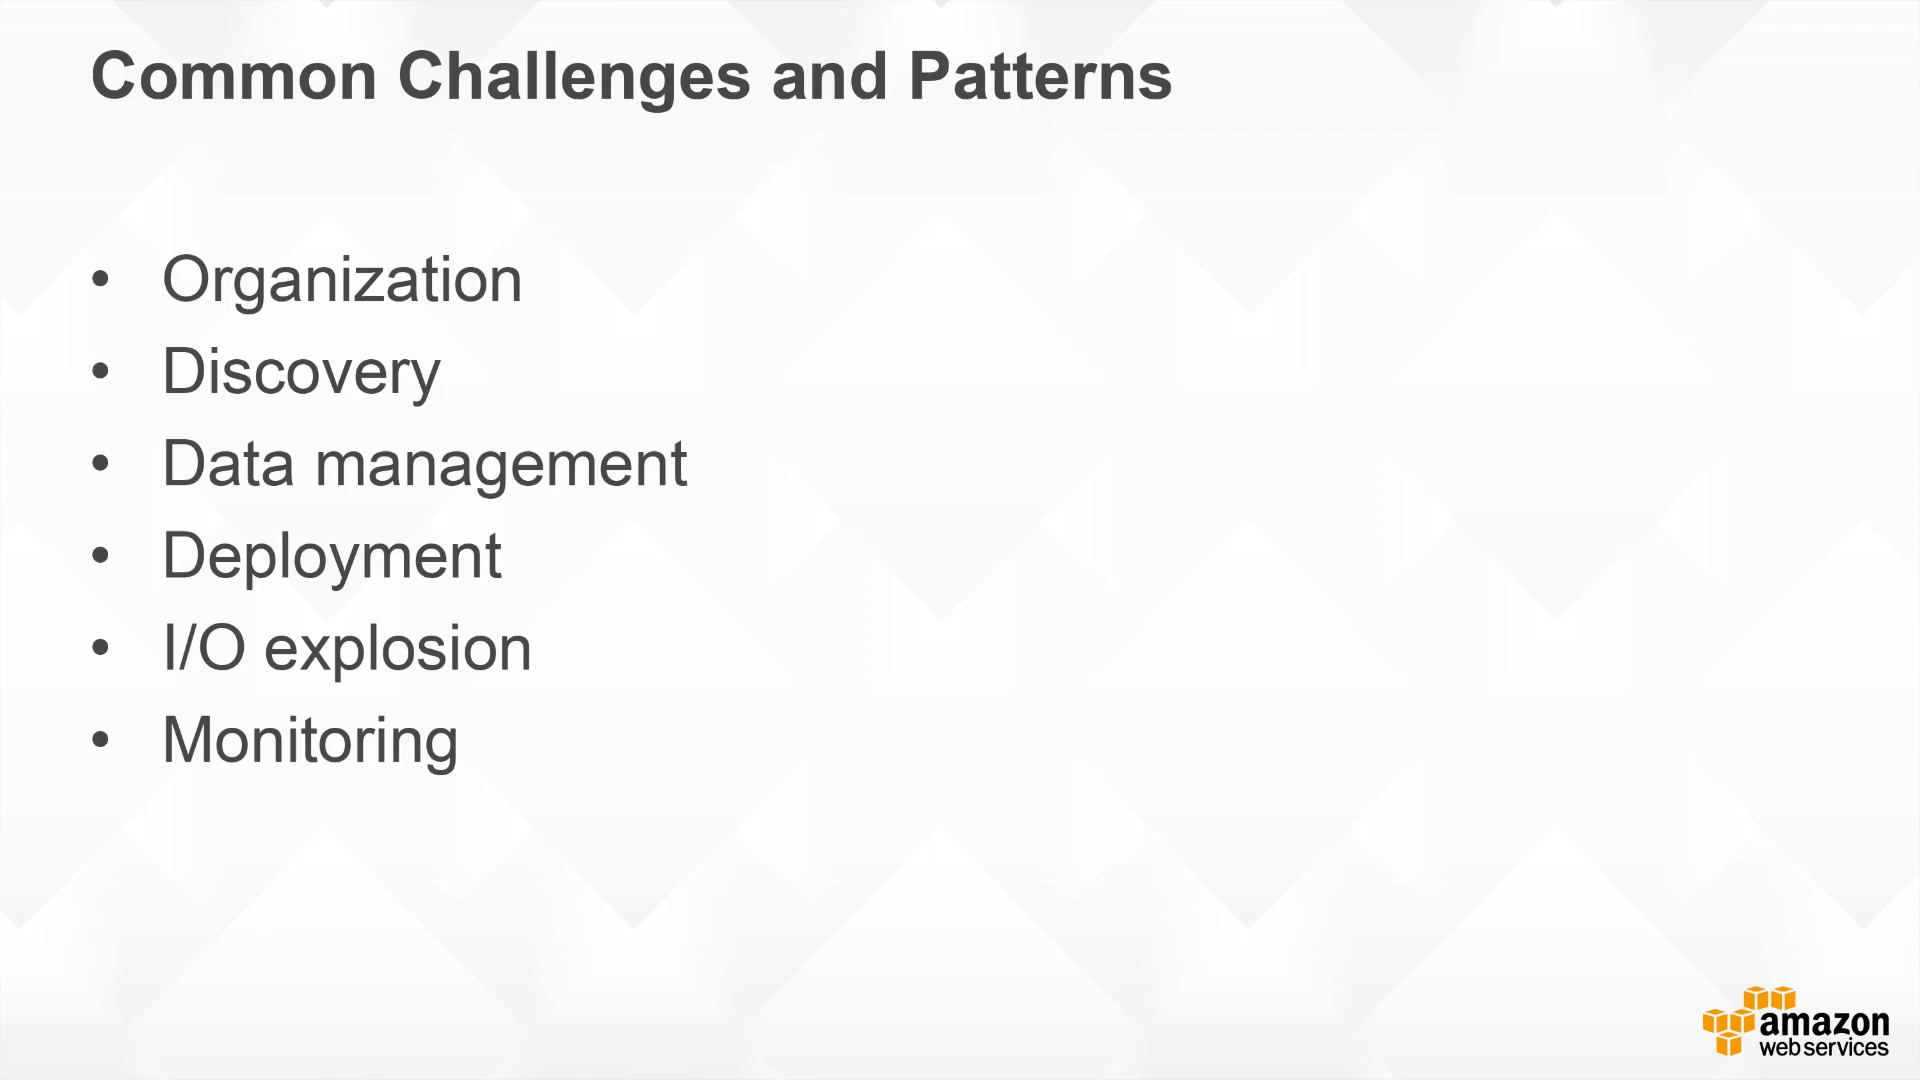 Common Challenges and Patterns
• Organization
• Discovery
• Data management
• Deployment
• I/O explosion
• Monitoring
amazon
web services